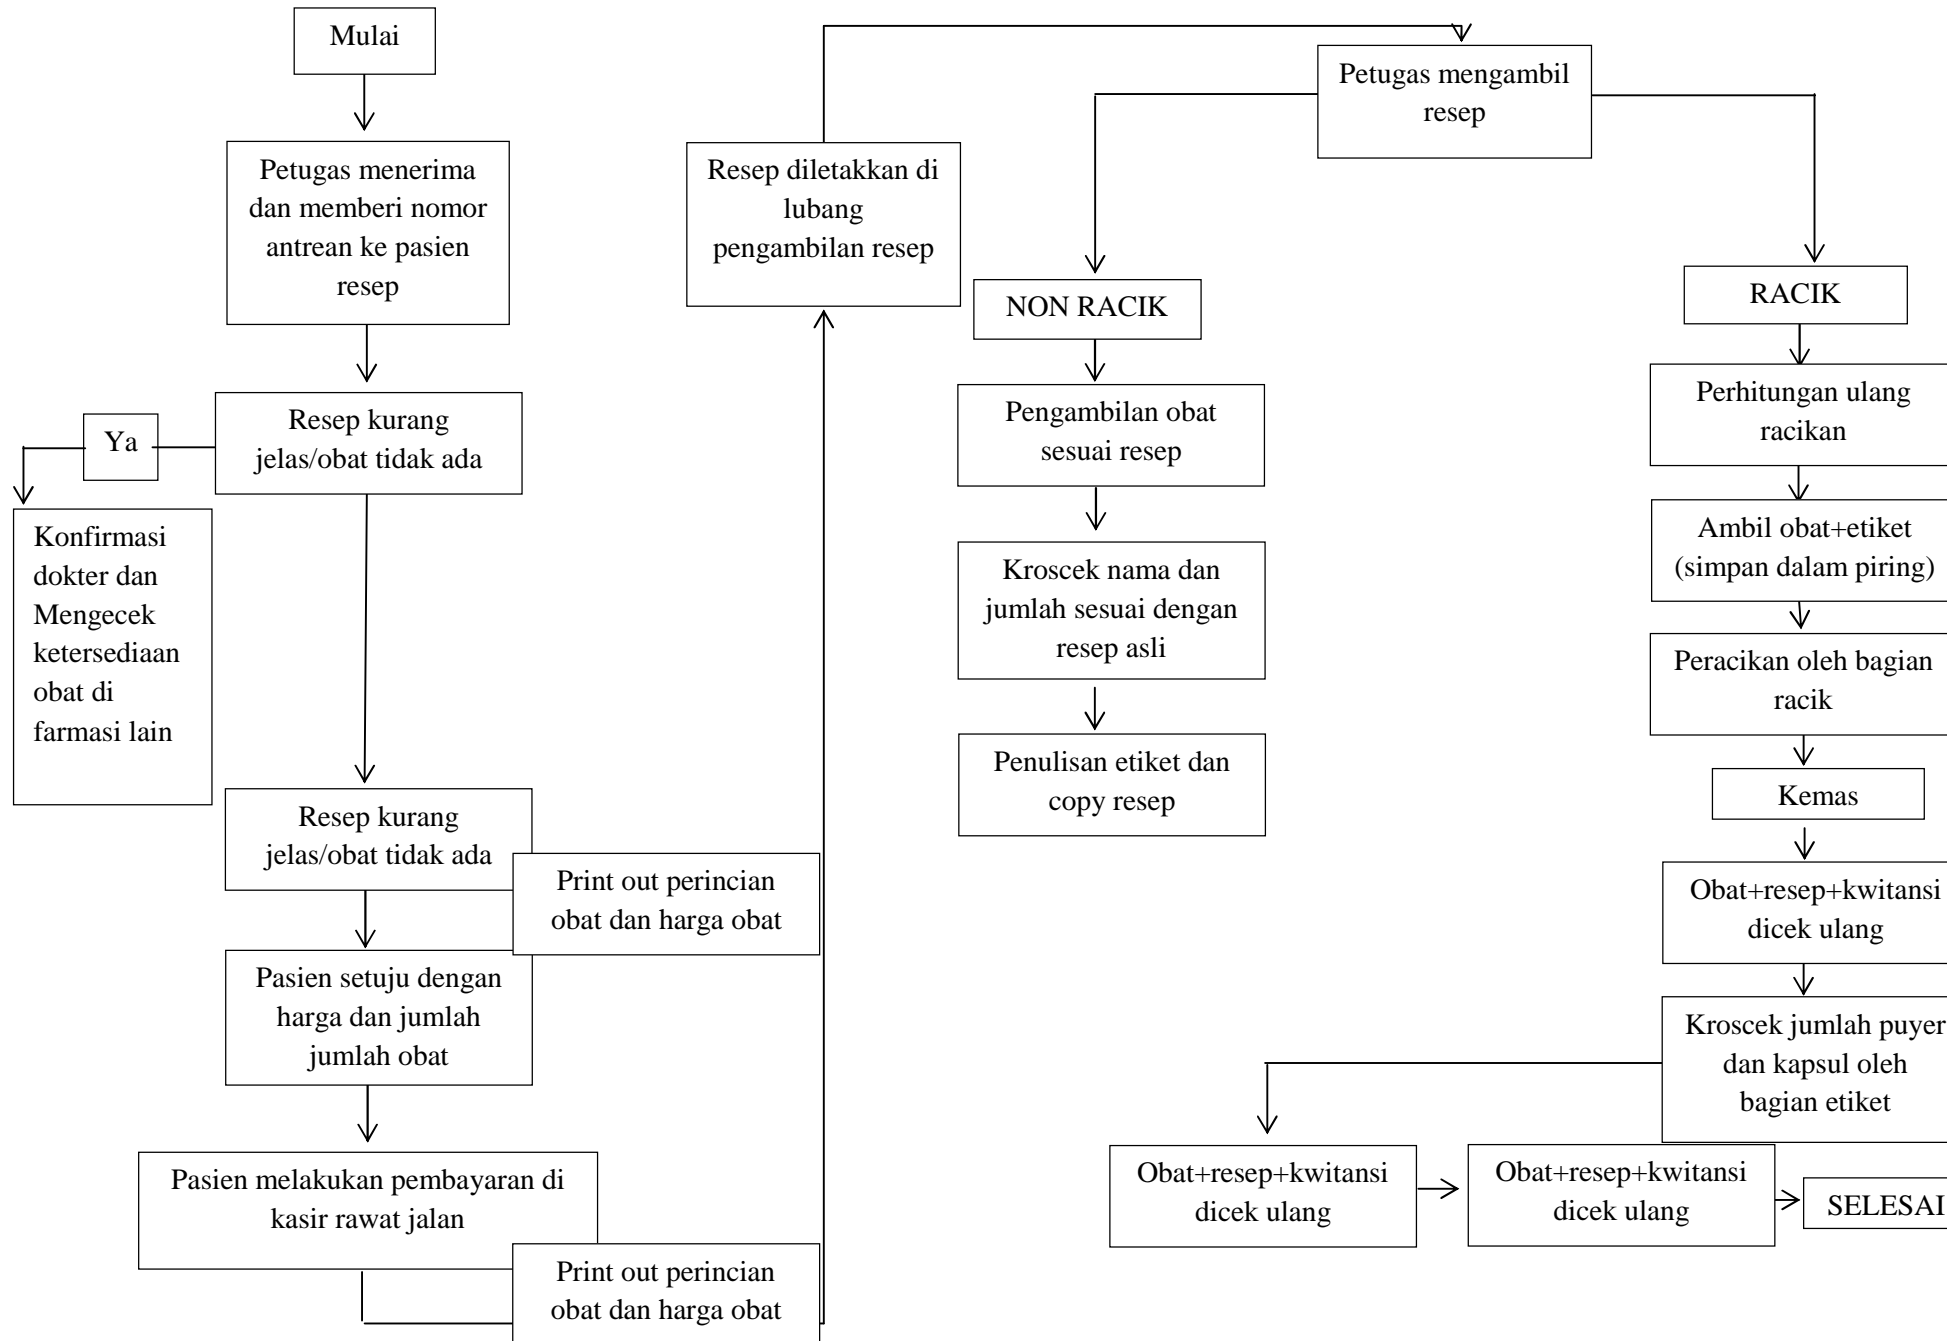 Mulai
Petugas menerima
dan memberi nomor
antrean ke pasien
resep
Resep kurang
jelas/obat tidak ada
Ya
Konfirmasi
dokter dan
Mengecek
ketersediaan
obat di
farmasi lain
Resep kurang
jelas/obat tidak ada
Print out perincian
obat dan harga obat
Pasien setuju dengan
harga dan jumlah
jumlah obat
Pasien melakukan pembayaran di
kasir rawat jalan
Print out perincian
obat dan harga obat
Resep diletakkan di
lubang
pengambilan resep
Petugas mengambil
resep
NON RACIK
Pengambilan obat
sesuai resep
Kroscek nama dan
jumlah sesuai dengan
resep asli
Penulisan etiket dan
copy resep
RACIK
Perhitungan ulang
racikan
Ambil obat+etiket
(simpan dalam piring)
Peracikan oleh bagian
racik
Kemas
Obat+resep+kwitansi
dicek ulang
Kroscek jumlah puyer
dan kapsul oleh
bagian etiket
Obat+resep+kwitansi
dicek ulang
Obat+resep+kwitansi
dicek ulang
SELESAI